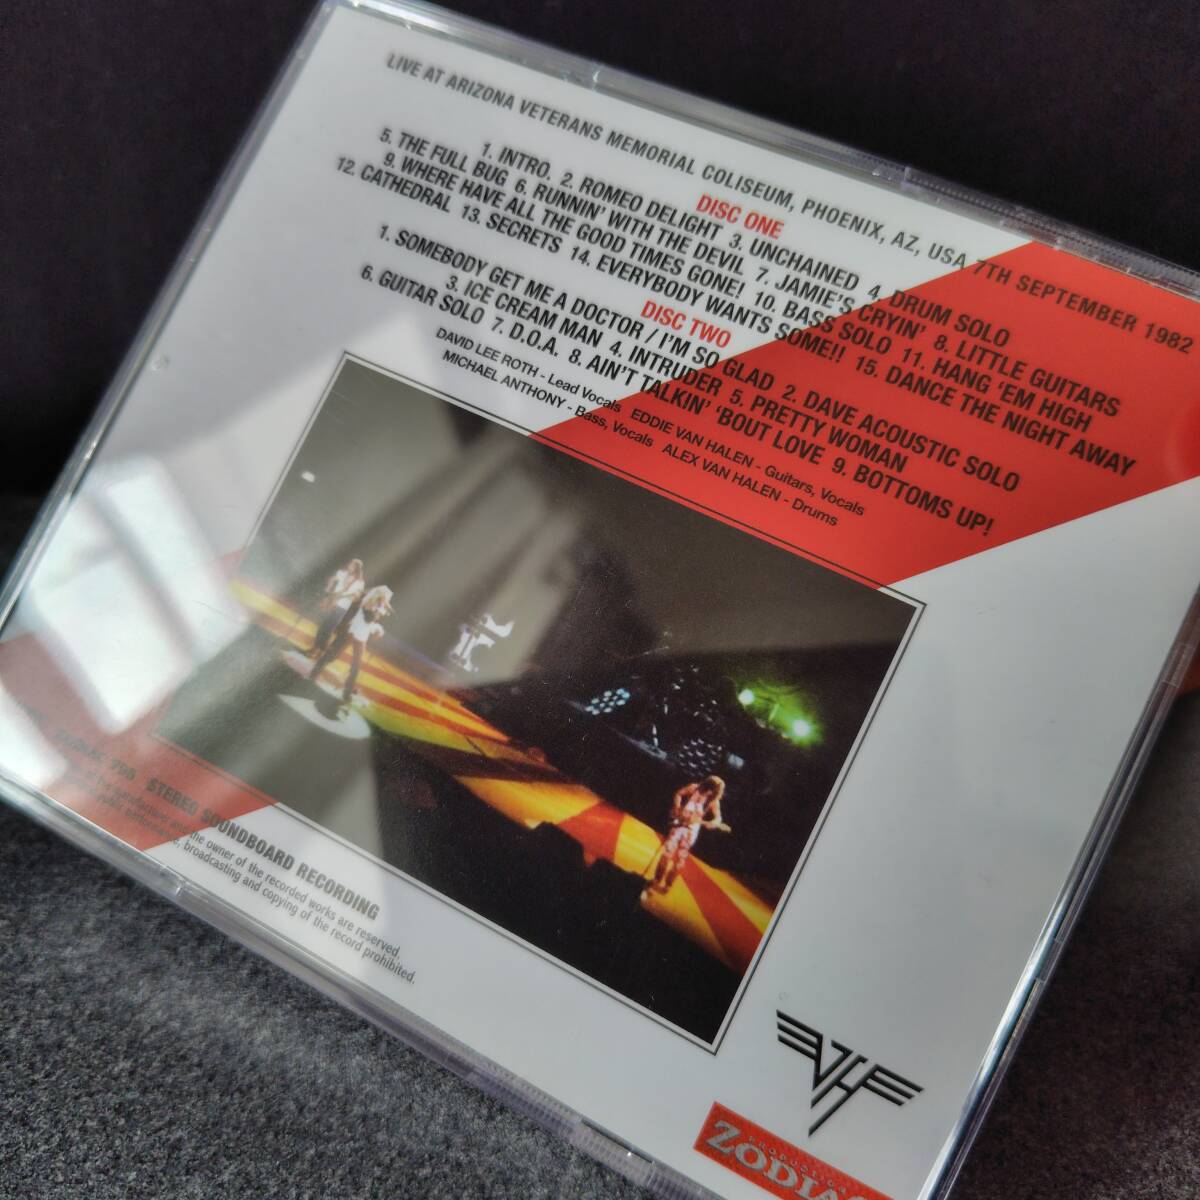 LIVE AT ARIZONA VETERANS MEMORIAL COLISEUM, PHOENIX, AZ, USA 7TH SEPTEMBER 1982
DISC ONE
1. INTRO. 2. ROMEO DELIGHT 3. UNCHAINED 4. DRUM SOLO
5. THE FULL BUG 6. RUNNIN' WITH THE DEVIL 7. JAMIE'S CRYIN' 8. LITTLE GUITARS
9. WHERE HAVE ALL THE GOOD TIMES GONE! 10. BASS SOLO 11. HANG 'EM HIGH
12. CATHEDRAL 13. SECRETS 14. EVERYBODY WANTS SOME!! 15. DANCE THE NIGHT AWAY
DISC TWO
1. SOMEBODY GET ME A DOCTOR / I'M SO GLAD 2. DAVE ACOUSTIC SOLO
3. ICE CREAM MAN 4. INTRUDER 5. PRETTY WOMAN
6. GUITAR SOLO 7. D.O.A. 8. AIN'T TALKIN' 'BOUT LOVE 9. BOTTOMS UP!
DAVID LEE ROTH - Lead Vocals EDDIE VAN HALEN - Guitars, Vocals
MICHAEL ANTHONY - Bass, Vocals ALEX VAN HALEN - Drums
STEREO SOUNDBOARD RECORDING
the owner of the recorded works are reserved.
broadcasting and copying of the record prohibited.
VH
PRODUCTION
ZODIAC